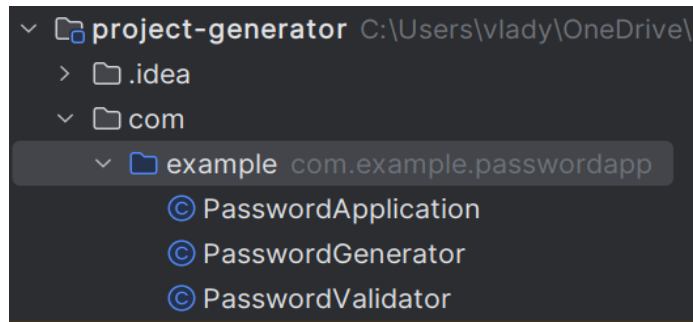 project-generator C:\Users\vlady\OneDrive\
.idea
com
example com.example.passwordapp
PasswordApplication
PasswordGenerator
PasswordValidator